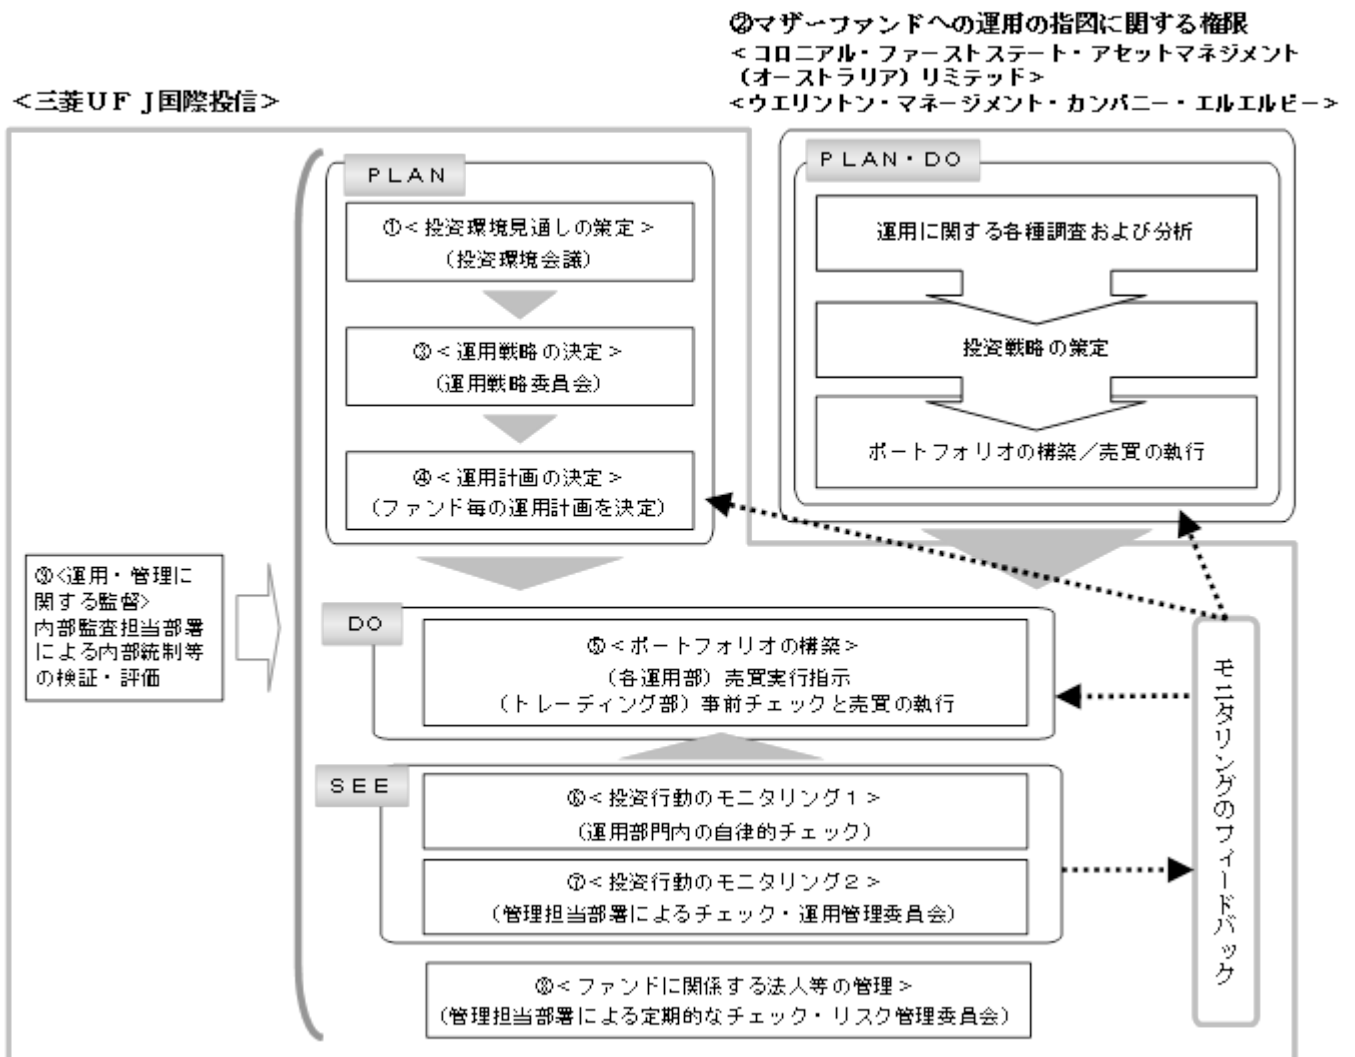 ②マザーファンドへの運用の指図に関する権限
＜コロニアル・ファーストステート・アセットマネジメント
（オーストラリア）リミテッド＞
＜ウエリントン・マネージメント・カンパニー・エルエルピー＞
＜三菱ＵＦＪ国際投信＞
ＰＬＡＮ
①＜投資環境見通しの策定＞
（投資環境会議）
③＜運用戦略の決定＞
（運用戦略委員会）
④＜運用計画の決定＞
（ファンド毎の運用計画を決定）
ＰＬＡＮ・ＤＯ
運用に関する各種調査および分析
投資戦略の策定
ポートフォリオの構築／売買の執行
⑨＜運用・管理に
関する監督＞
内部監査担当部署
による内部統制等
の検証・評価
ＤＯ
⑤＜ポートフォリオの構築＞
（各運用部）売買実行指示
（トレーディング部）事前チェックと売買の執行
ＳＥＥ
⑥＜投資行動のモニタリング１＞
（運用部門内の自律的チェック）
⑦＜投資行動のモニタリング２＞
（管理担当部署によるチェック・運用管理委員会）
⑧＜ファンドに関係する法人等の管理＞
（管理担当部署による定期的なチェック・リスク管理委員会）
モニタリングのフィードバック